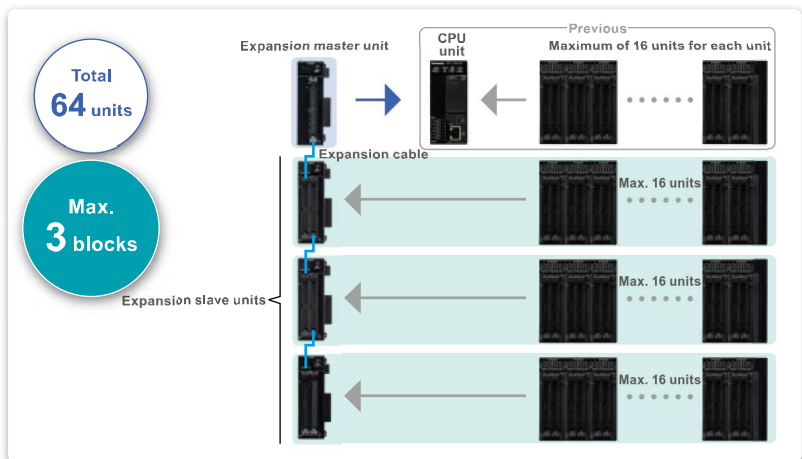 Previous
Expansion master unit
CPU
unit
Maximum of 16 units for each unit
Total
64 units
Expansion cable
Max.
3 blocks
Max. 16 units
Expansion slave units
Max. 16 units
Max. 16 units